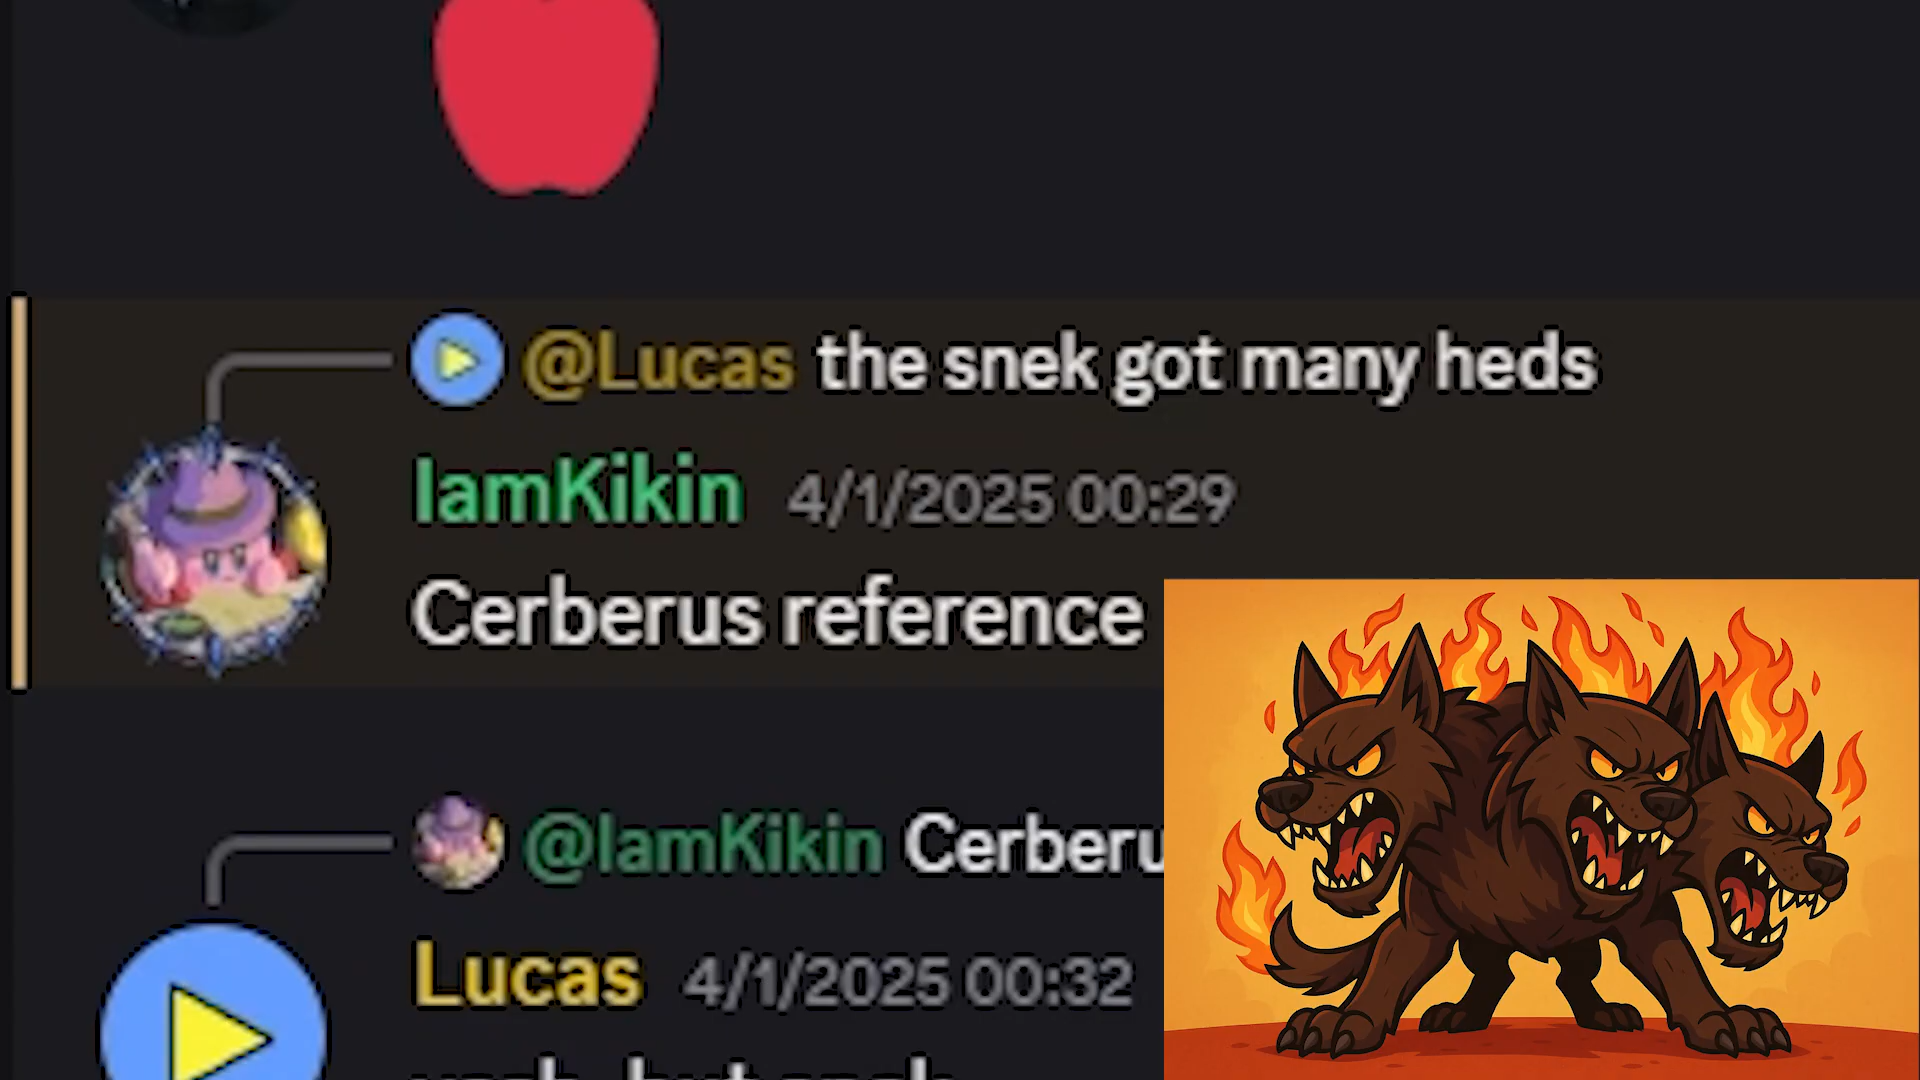 @Lucas the snek got many heds
IamKikin 4/1/2025 00:29
Cerberus reference
@IamKikin Cerberu
Lucas 4/1/2025 00:32